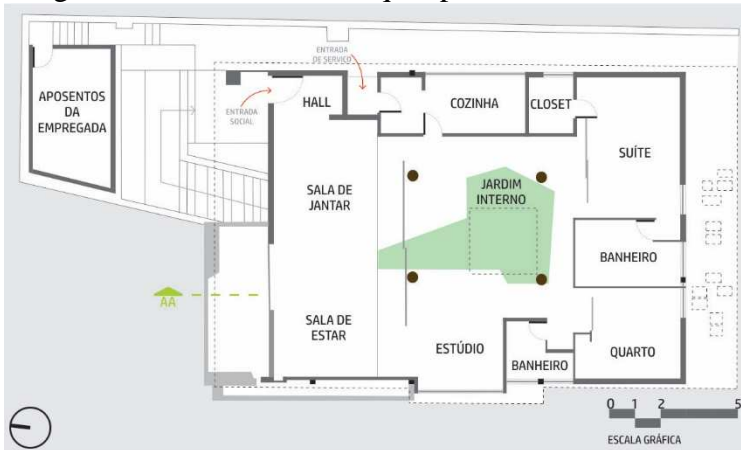 ENTRADA
DE SERVIÇO
APOSENTOS
DA
EMPREGADA
ENTRADA
SOCIAL
HALL
COZINHA
CLOSET
SUÍTE
SALA DE
JANTAR
JARDIM
INTERNO
BANHEIRO
AA
SALA DE
ESTAR
ESTÚDIO
BANHEIRO
QUARTO
0 1 2 5
ESCALA GRÁFICA